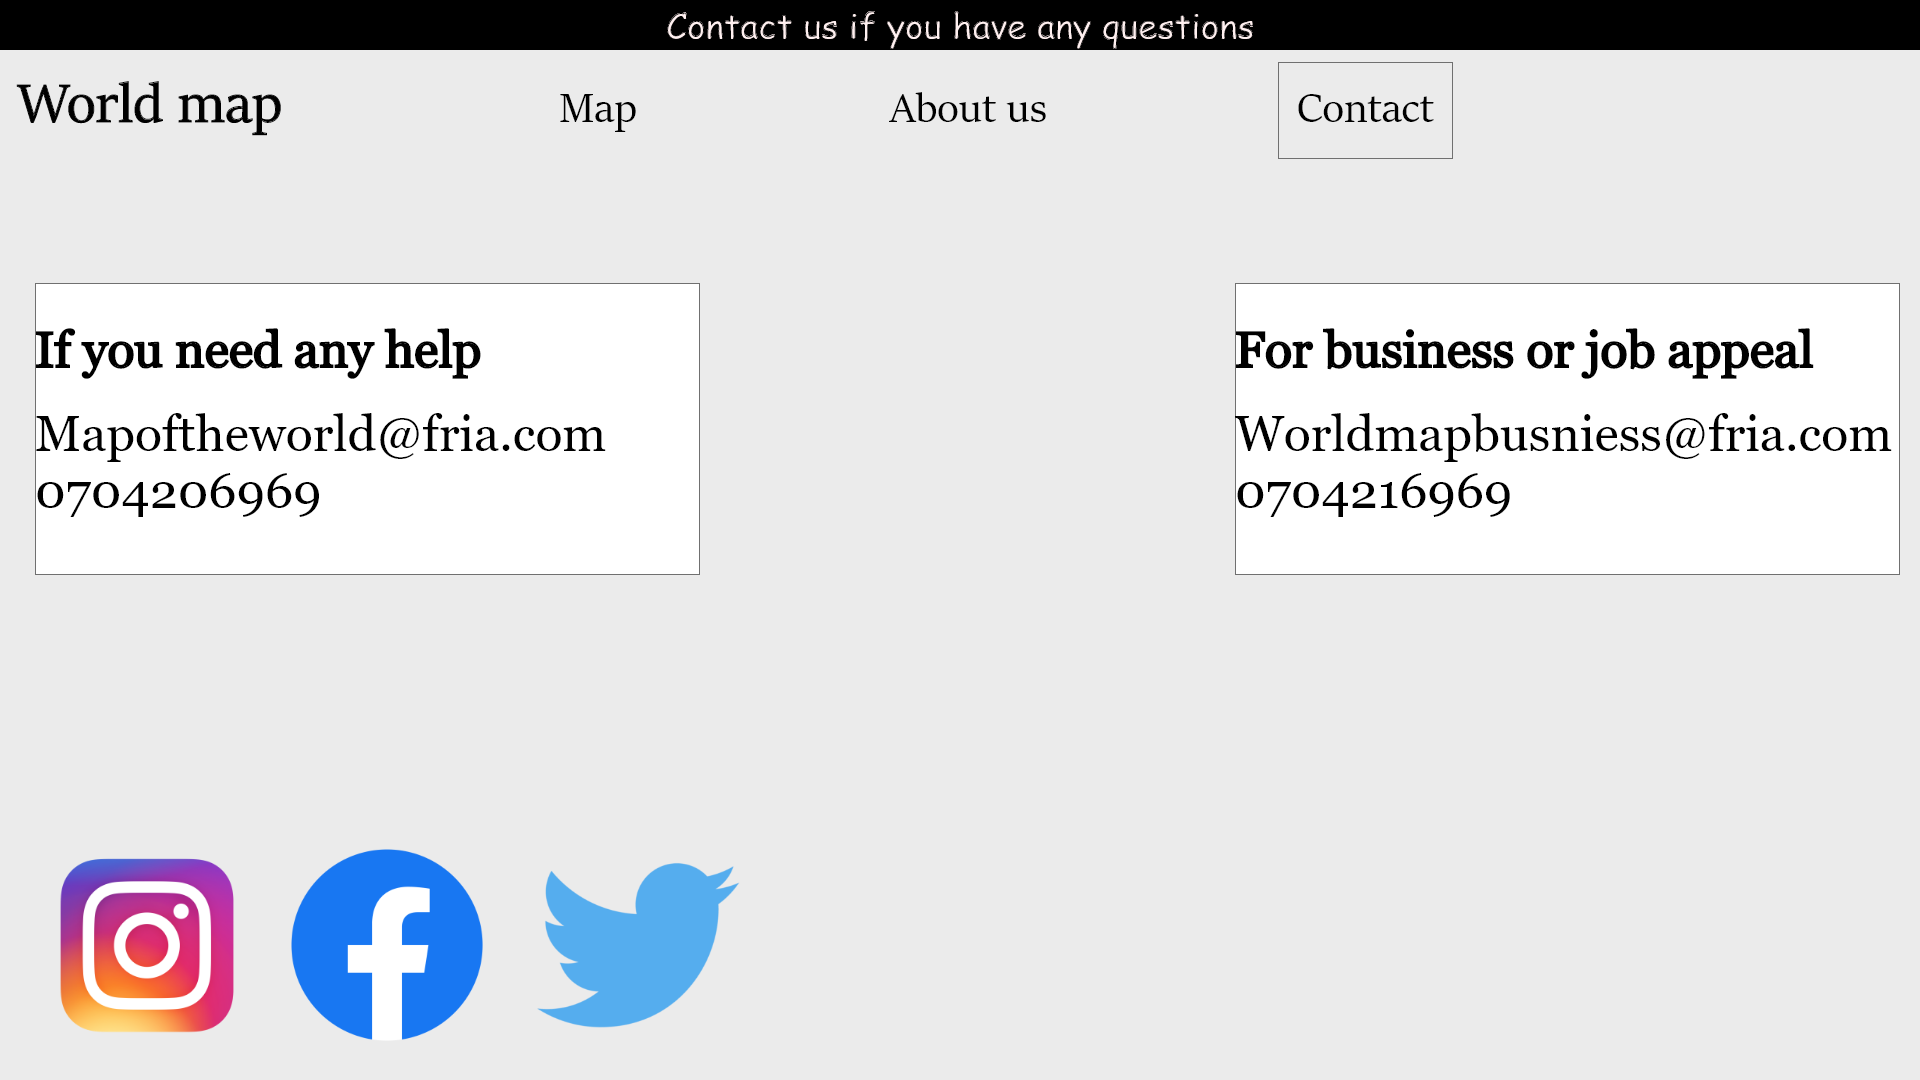 Contact us if you have any questions
World map
Map
About us
Contact
If you need any help
Mapoftheworld@fria.com
0704206969
For business or job appeal
Worldmapbusniess@fria.com
0704216969